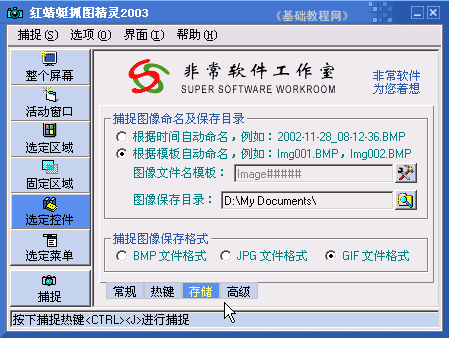 红蜻蜓抓图精灵2003
《基础教程网》
捕捉(S) 选项(O) 界面(I) 帮助(H)
整个屏幕
活动窗口
选定区域
固定区域
选定控件
选定菜单
捕捉
非常软件工作室
SUPER SOFTWARE WORKROOM
非常软件
为您着想
捕捉图像命名及保存目录
根据时间自动命名，例如：2002-11-28_08-12-36.BMP
根据模板自动命名，例如：Img001.BMP，Img002.BMP
图像文件名模板： Image#####
图像保存目录： D:\My Documents\
捕捉图像保存格式
BMP 文件格式 JPG 文件格式 GIF 文件格式
常规 热键 存储 高级
按下捕捉热键<CTRL><J>进行捕捉